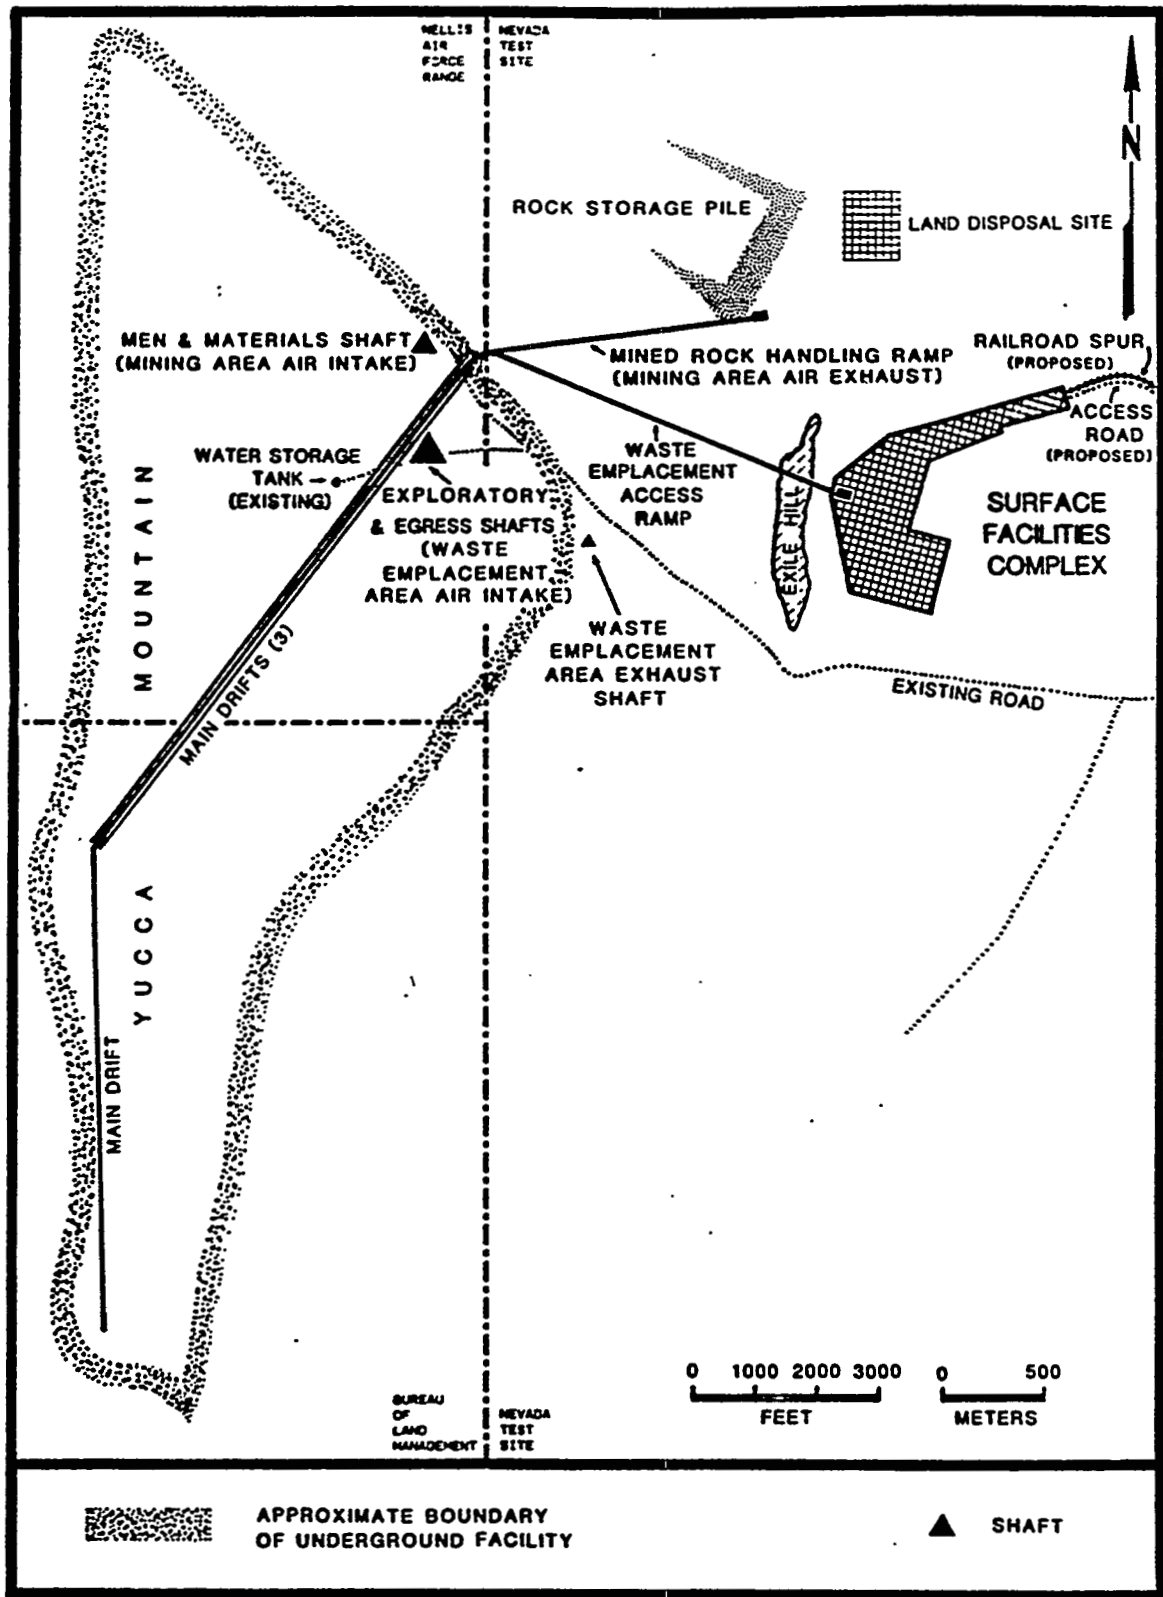 NELLIS
AIR
FORCE
RANGE
NEVADA
TEST
SITE
N
ROCK STORAGE PILE
LAND DISPOSAL SITE
MEN & MATERIALS SHAFT
(MINING AREA AIR INTAKE)
MINED ROCK HANDLING RAMP
(MINING AREA AIR EXHAUST)
RAILROAD SPUR
(PROPOSED)
ACCESS
ROAD
(PROPOSED)
WATER STORAGE
TANK
(EXISTING)
EXPLORATORY
& EGRESS SHAFTS
(WASTE
EMPLACEMENT
AREA AIR INTAKE)
WASTE
EMPLACEMENT
ACCESS
RAMP
EXILE HILL
SURFACE
FACILITIES
COMPLEX
WASTE
EMPLACEMENT
AREA EXHAUST
SHAFT
EXISTING ROAD
MAIN DRIFTS (3)
YUCCA MOUNTAIN
MAIN DRIFT
0 1000 2000 3000
FEET
0 500
METERS
BUREAU
OF
LAND
MANAGEMENT
NEVADA
TEST
SITE
APPROXIMATE BOUNDARY
OF UNDERGROUND FACILITY
SHAFT